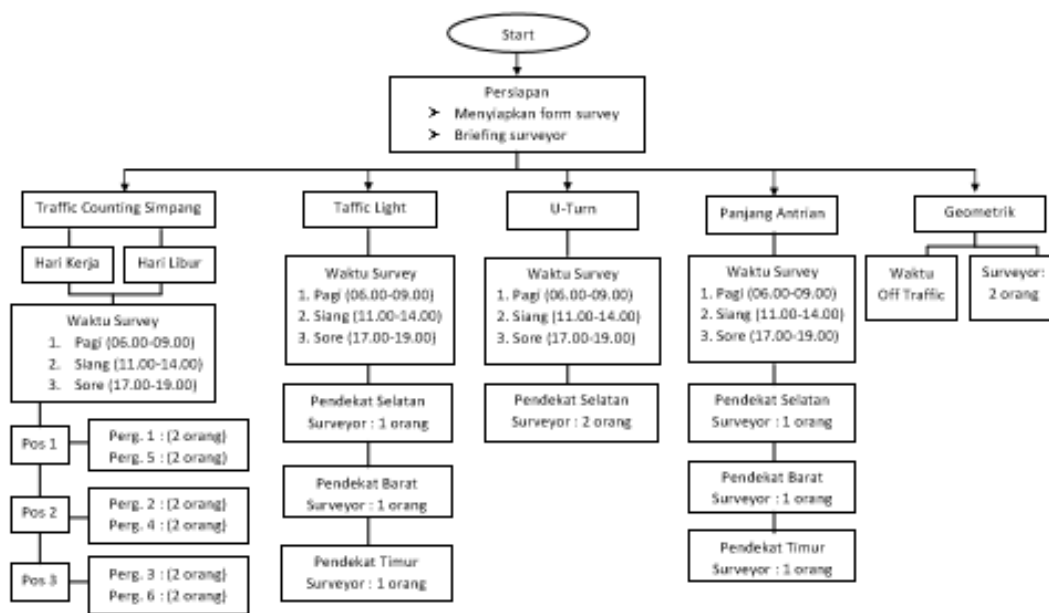 Start
Persiapan
➤ Menyiapkan form survey
➤ Briefing surveyor
Traffic Counting Simpang
Hari Kerja
Hari Libur
Waktu Survey
1. Pagi (06.00-09.00)
2. Siang (11.00-14.00)
3. Sore (17.00-19.00)
Pos 1
Perg. 1 : (2 orang)
Perg. 5 : (2 orang)
Pos 2
Perg. 2 : (2 orang)
Perg. 4 : (2 orang)
Pos 3
Perg. 3 : (2 orang)
Perg. 6 : (2 orang)
Taffic Light
Waktu Survey
1. Pagi (06.00-09.00)
2. Siang (11.00-14.00)
3. Sore (17.00-19.00)
Pendekat Selatan
Surveyor : 1 orang
Pendekat Barat
Surveyor : 1 orang
Pendekat Timur
Surveyor : 1 orang
U-Turn
Waktu Survey
1. Pagi (06.00-09.00)
2. Siang (11.00-14.00)
3. Sore (17.00-19.00)
Pendekat Selatan
Surveyor : 2 orang
Panjang Antrian
Waktu Survey
1. Pagi (06.00-09.00)
2. Siang (11.00-14.00)
3. Sore (17.00-19.00)
Pendekat Selatan
Surveyor : 1 orang
Pendekat Barat
Surveyor : 1 orang
Pendekat Timur
Surveyor : 1 orang
Geometrik
Waktu
Off Traffic
Surveyor:
2 orang